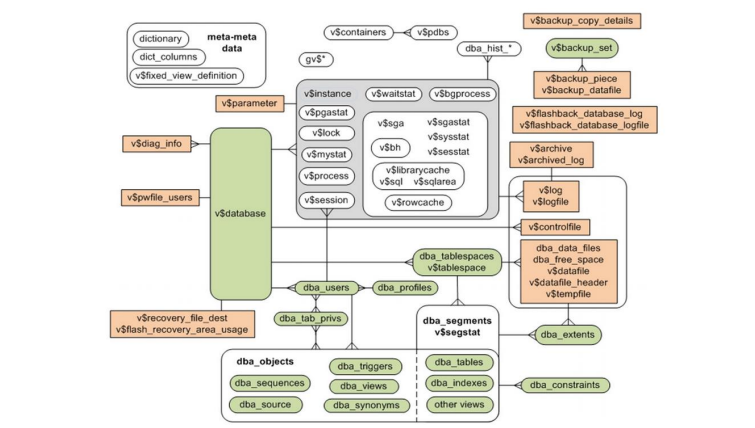 dictionary
meta-meta
data
dict_columns
v$fixed_view_definition
v$containers
v$pdbs
gv$*
dba_hist_*
v$backup_copy_details
v$backup_set
v$backup_piece
v$backup_datafile
v$flashback_database_log
v$flashback_database_logfile
v$archive
v$archived_log
v$parameter
v$instance
v$waitstat
v$bgprocess
v$pgastat
v$lock
v$mystat
v$process
v$session
v$sga
v$sgastat
v$sysstat
v$sesstat
v$bh
v$librarycache
v$sql
v$sqlarea
v$rowcache
v$diag_info
v$pwfile_users
v$database
v$log
v$logfile
v$controlfile
dba_data_files
dba_free_space
v$datafile
v$datafile_header
v$tempfile
dba_tablespaces
v$tablespace
dba_users
dba_profiles
v$recovery_file_dest
v$flash_recovery_area_usage
dba_tab_privs
dba_segments
v$segstat
dba_extents
dba_objects
dba_triggers
dba_tables
dba_sequences
dba_views
dba_indexes
dba_constraints
dba_source
dba_synonyms
other views